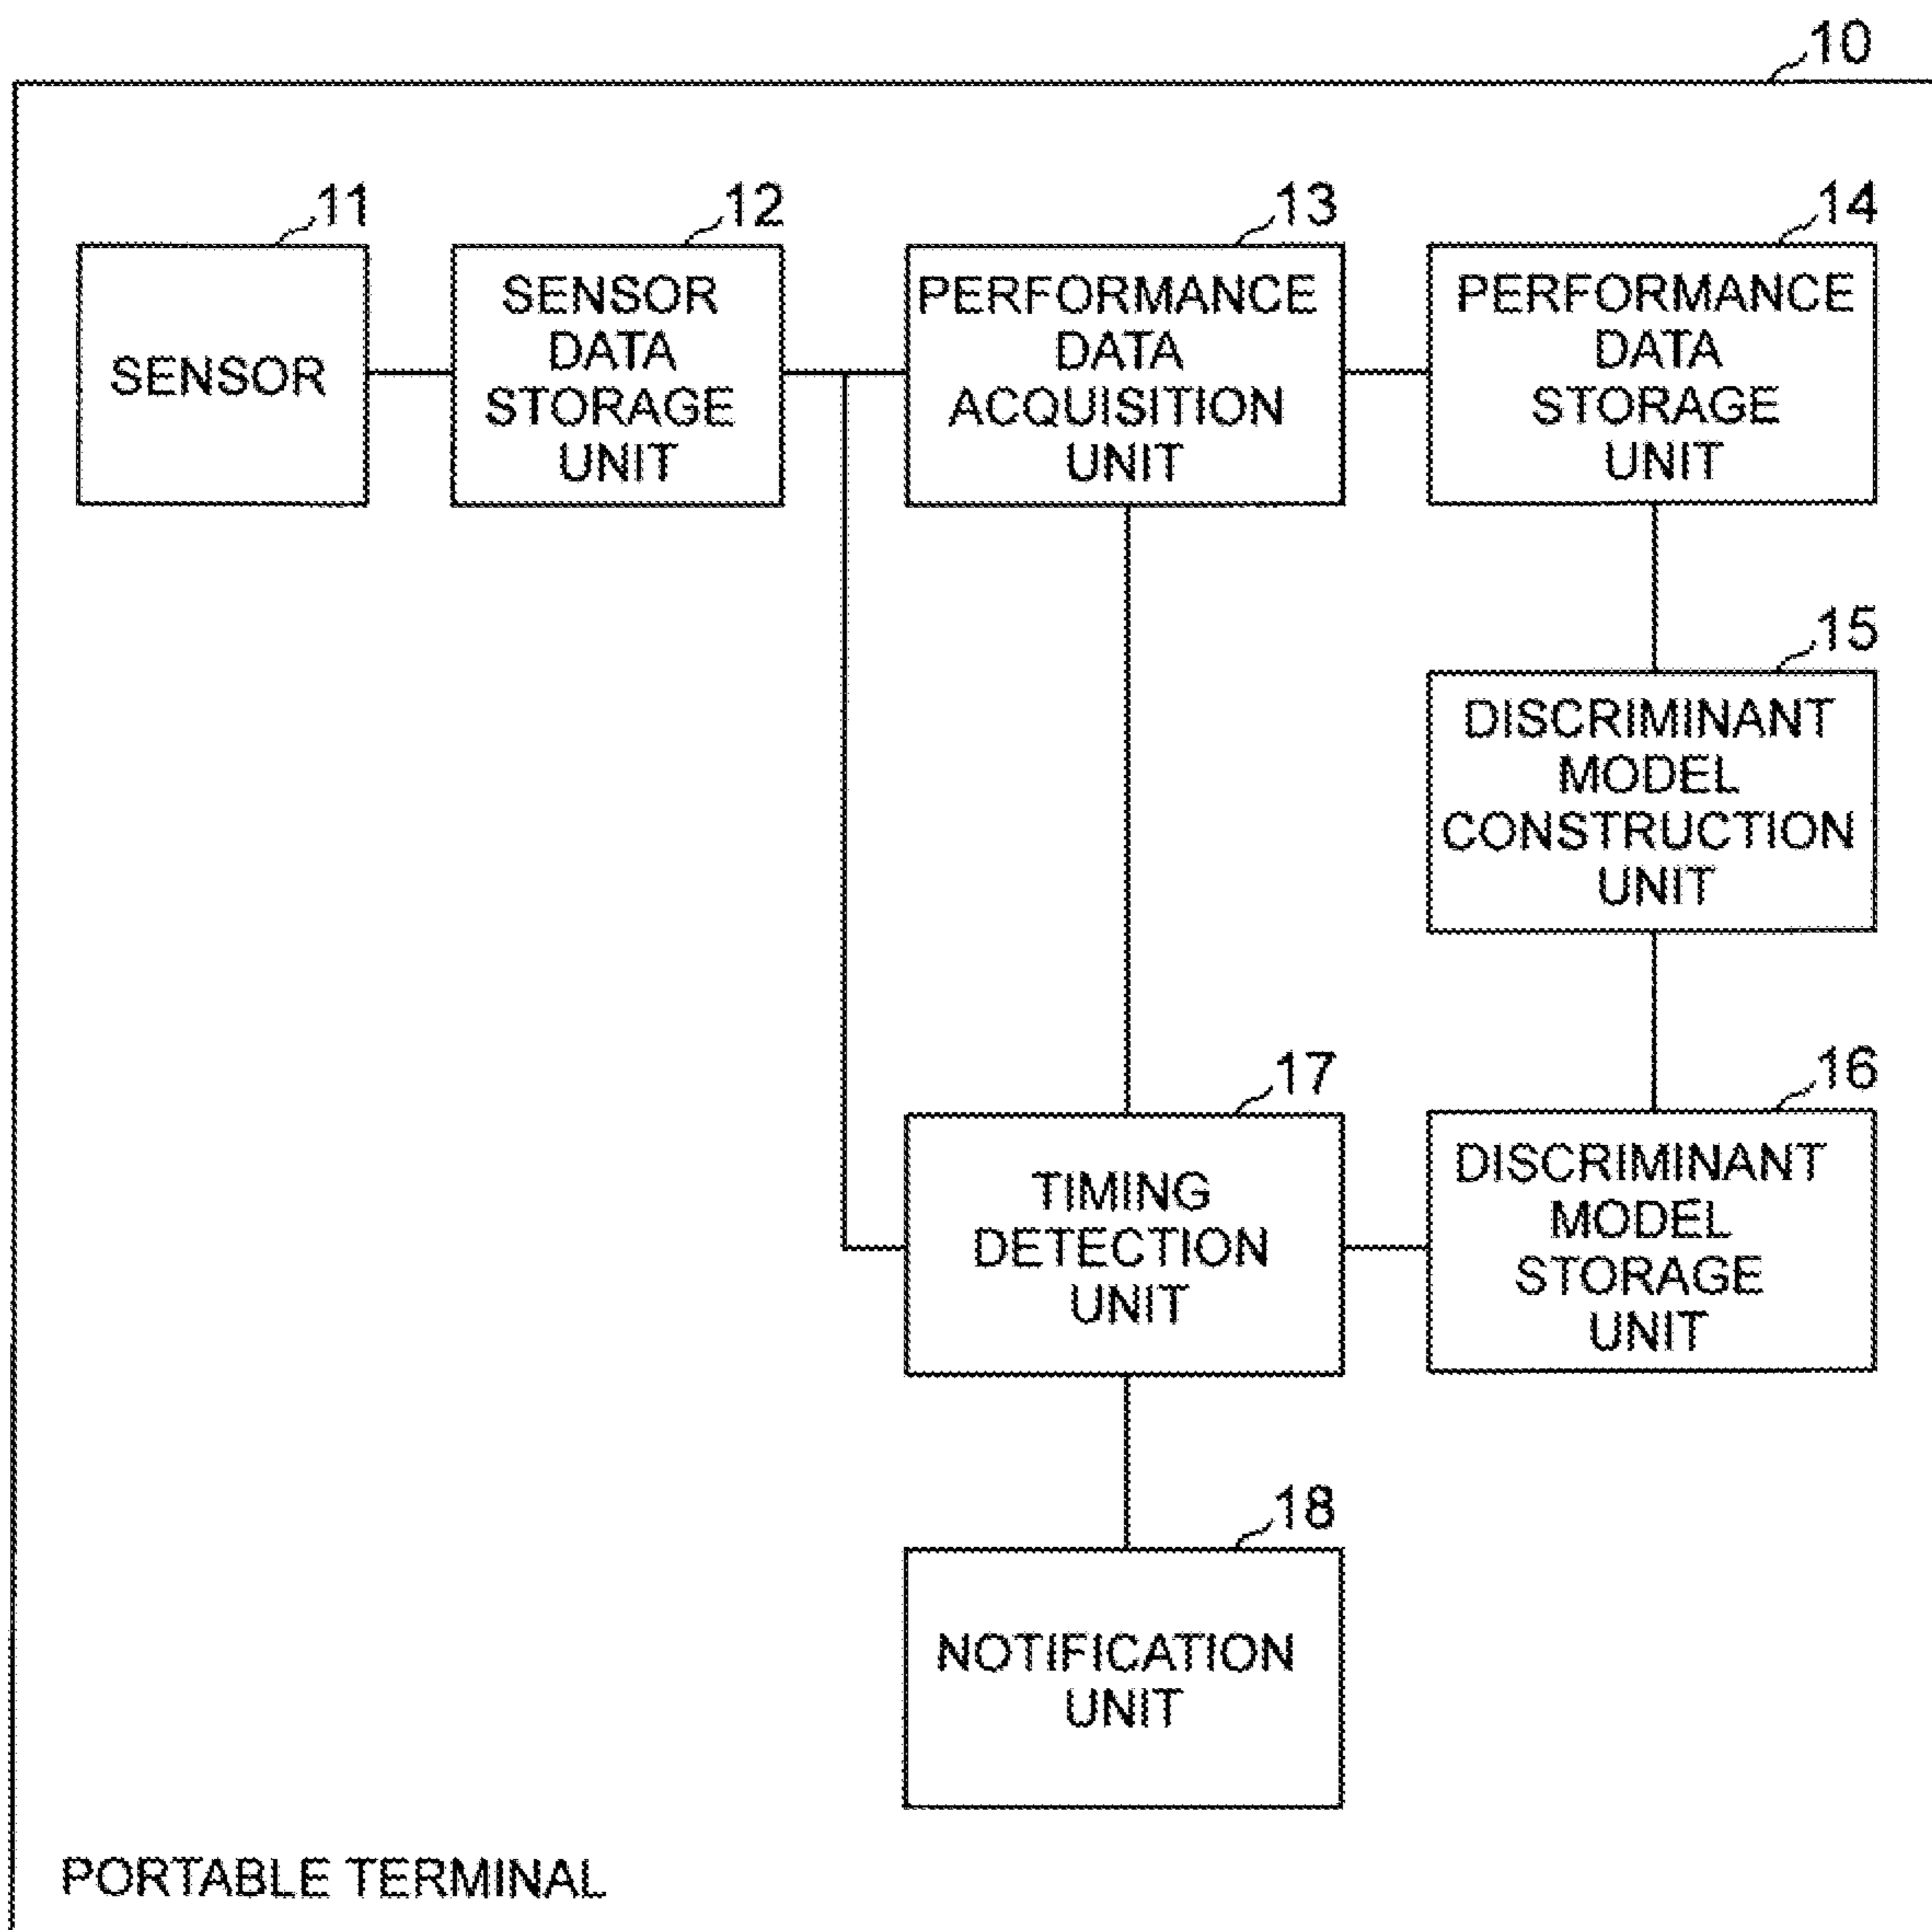 10
11
SENSOR
12
SENSOR
DATA
STORAGE
UNIT
13
PERFORMANCE
DATA
ACQUISITION
UNIT
14
PERFORMANCE
DATA
STORAGE
UNIT
15
DISCRIMINANT
MODEL
CONSTRUCTION
UNIT
17
TIMING
DETECTION
UNIT
16
DISCRIMINANT
MODEL
STORAGE
UNIT
18
NOTIFICATION
UNIT
PORTABLE TERMINAL